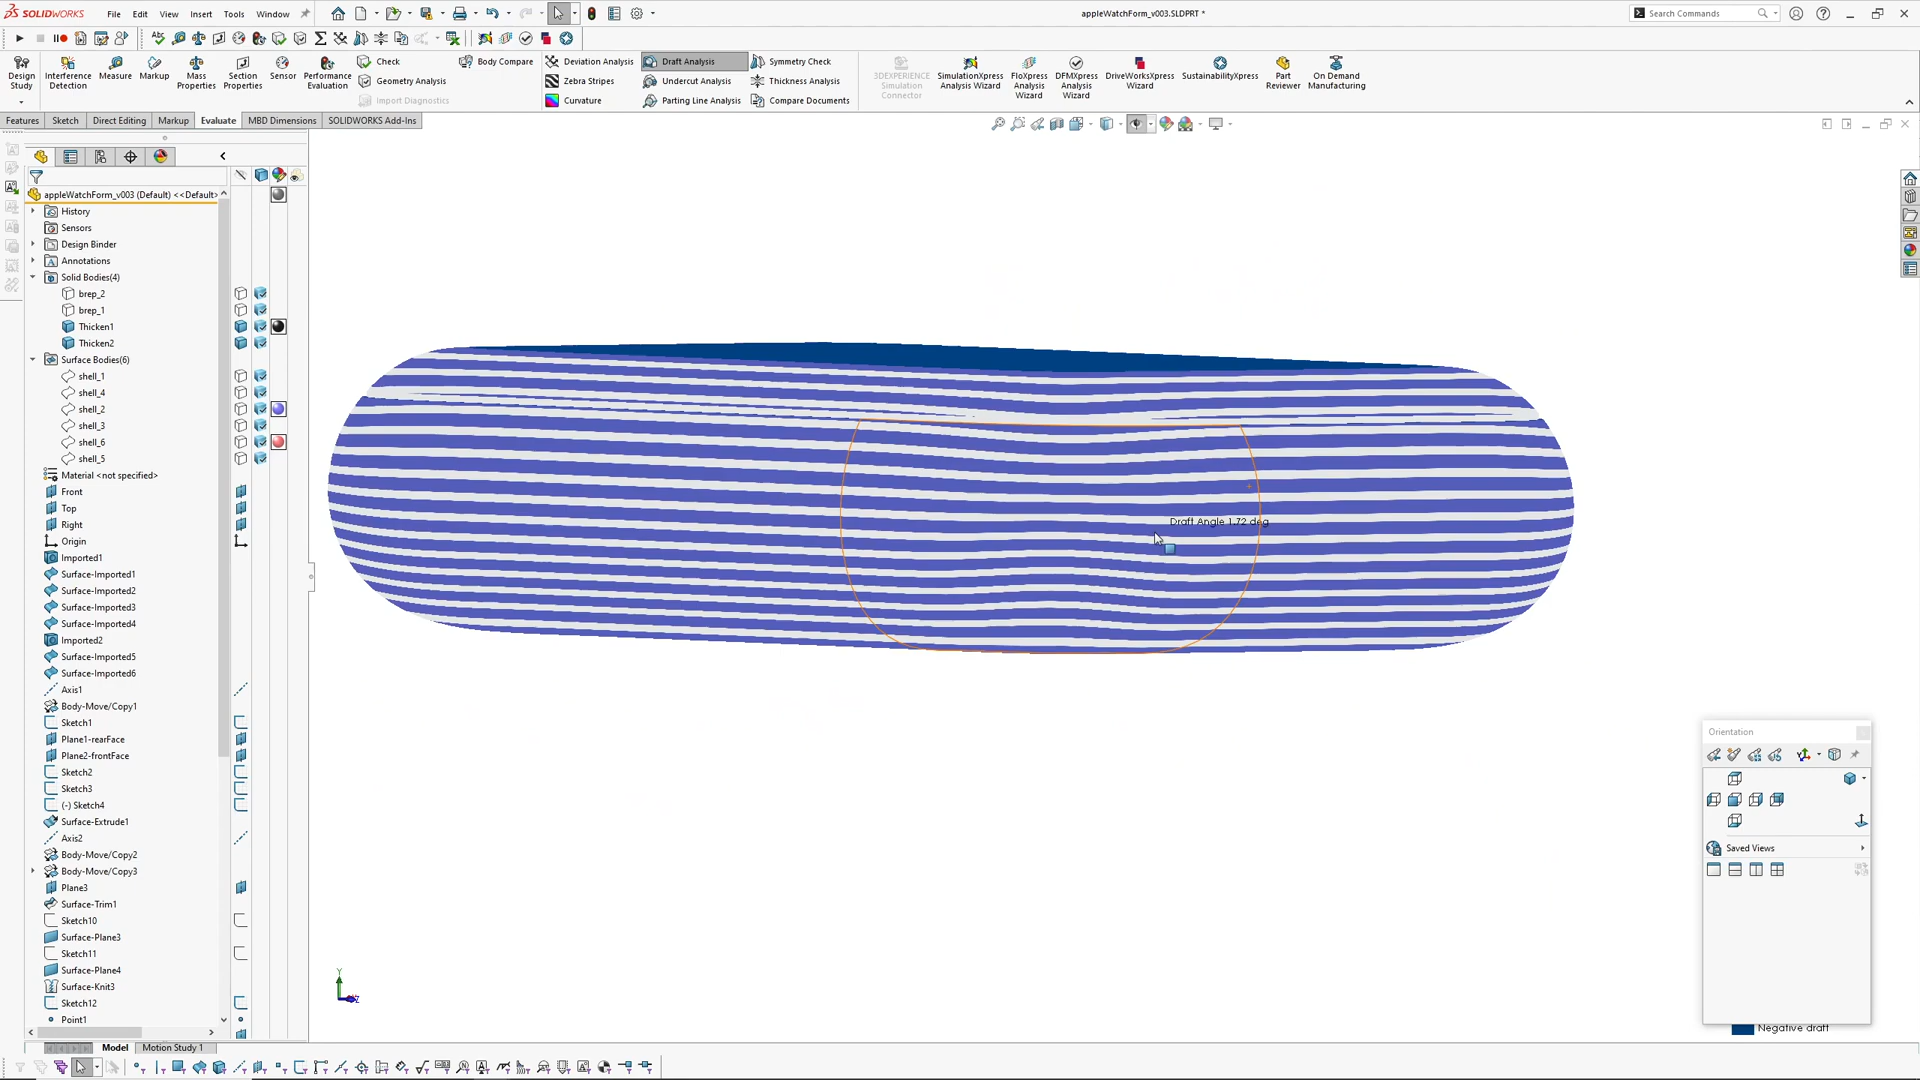 SOLIDWORKS
File Edit View Insert Tools Window
appleWatchForm_v003.SLDPRT *
Search Commands
Design Study
Interference Detection
Measure
Markup
Mass Properties
Section Properties
Sensor
Performance Evaluation
Check
Geometry Analysis
Import Diagnostics
Body Compare
Deviation Analysis
Zebra Stripes
Curvature
Draft Analysis
Undercut Analysis
Parting Line Analysis
Symmetry Check
Thickness Analysis
Compare Documents
3DEXPERIENCE Simulation Connector
SimulationXpress Analysis Wizard
FloXpress Analysis Wizard
DFMXpress Analysis Wizard
DriveWorksXpress Wizard
SustainabilityXpress
Part Reviewer
On Demand Manufacturing
Features Sketch Direct Editing Markup Evaluate MBD Dimensions SOLIDWORKS Add-Ins
appleWatchForm_v003 (Default) <<Default>
History
Sensors
Design Binder
Annotations
Solid Bodies(4)
brep_2
brep_1
Thicken1
Thicken2
Surface Bodies(6)
shell_1
shell_4
shell_2
shell_3
shell_6
shell_5
Material <not specified>
Front
Top
Right
Origin
Imported1
Surface-Imported1
Surface-Imported2
Surface-Imported3
Surface-Imported4
Imported2
Surface-Imported5
Surface-Imported6
Axis1
Body-Move/Copy1
Sketch1
Plane1-rearFace
Plane2-frontFace
Sketch2
Sketch3
(-) Sketch4
Surface-Extrude1
Axis2
Body-Move/Copy2
Body-Move/Copy3
Plane3
Surface-Trim1
Sketch10
Surface-Plane3
Sketch11
Surface-Plane4
Surface-Knit3
Sketch12
Point1
Draft Angle 1.72 deg
Y
Z
Orientation
Saved Views
Negative draft
Model Motion Study 1